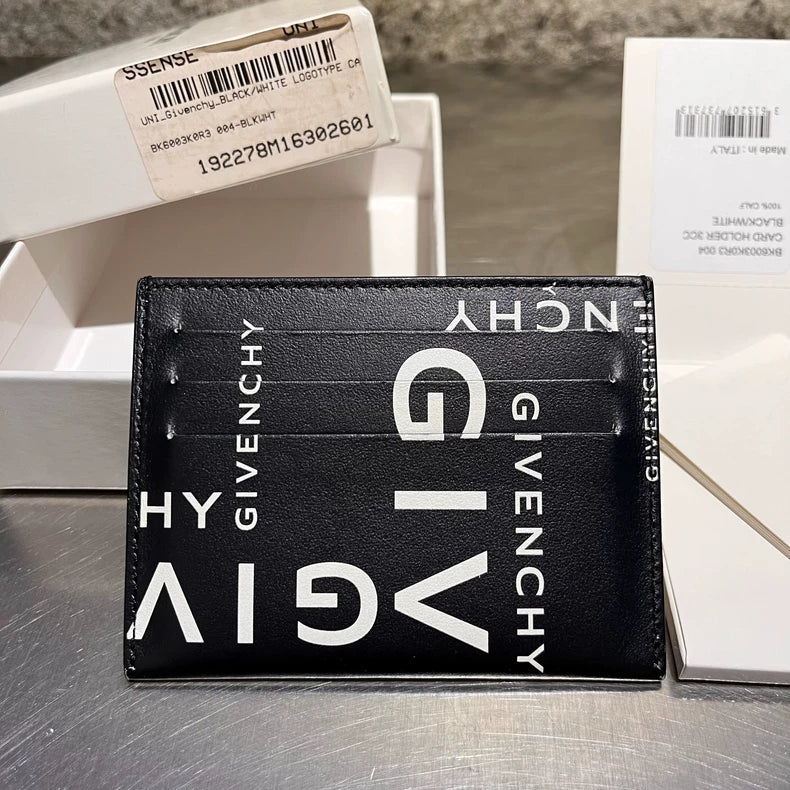 SSENSE UNI
UNI_Givenchy_BLACK/WHITE LOGOTYPE CA
BK6003K0R3 004-BLKWHT
192278M16302601
BK6003K0R3 004
CARD HOLDER 3CC
BLACK/WHITE
100% CALF
Made in : ITALY
NCHY
GIVENCHY
GIV
GIVENCHY
GIVENCHY
HY
GIV